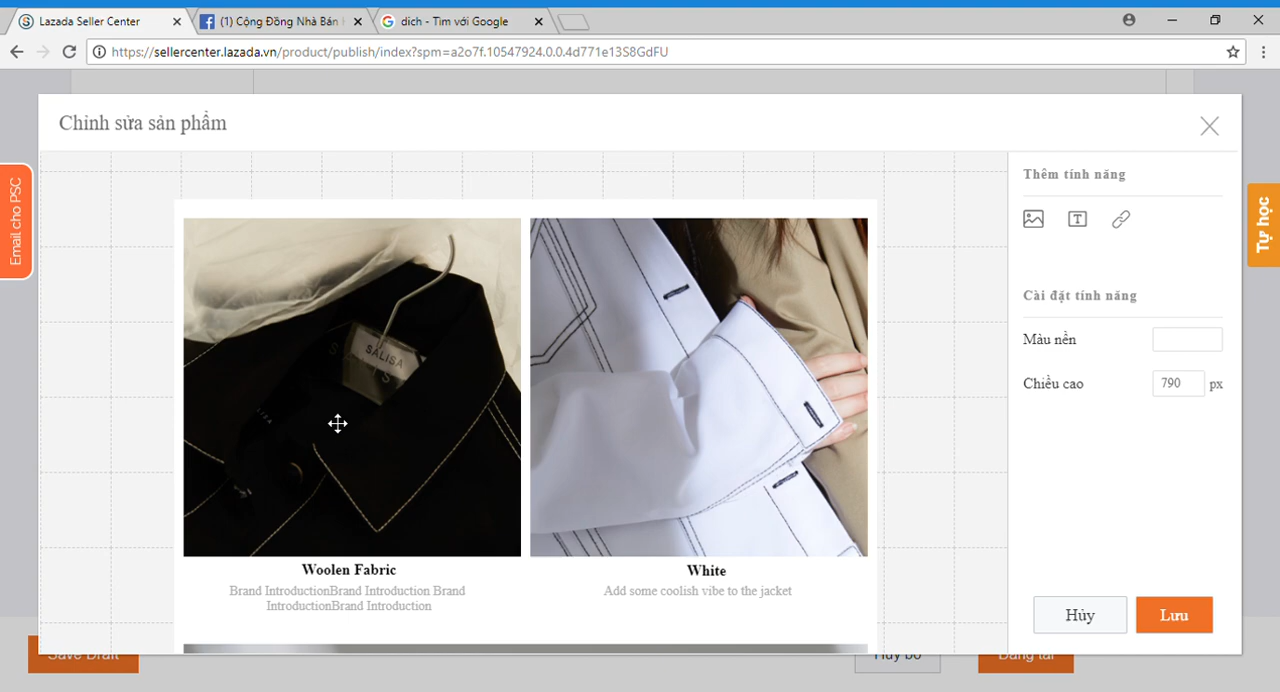 Lazada Seller Center
(1) Cộng Đồng Nhà Bán
dich - Tìm với Google
https://sellercenter.lazada.vn/product/publish/index?spm=a2o7f.10547924.0.0.4d771e13S8GdFU
Chỉnh sửa sản phẩm
Email cho PSC
Tự học
Thêm tính năng
T
Cài đặt tính năng
Màu nền
Chiều cao
790
px
SALISA
Woolen Fabric
Brand IntroductionBrand Introduction Brand
IntroductionBrand Introduction
White
Add some coolish vibe to the jacket
Hủy
Lưu
Save Draft
Hủy bỏ
Đăng tải